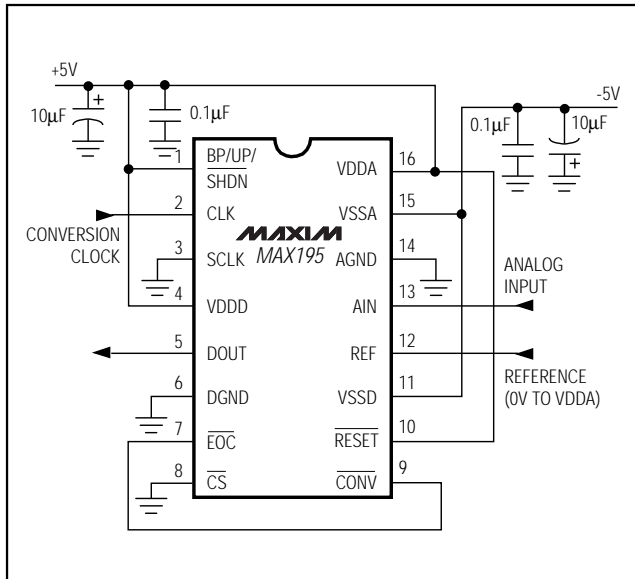 +5V
-5V
10μF
+
0.1μF
0.1μF
10μF
+
1
BP/UP/
SHDN
VDDA
16
2
CLK
VSSA
15
CONVERSION
CLOCK
MAXIM
MAX195
3
SCLK
AGND
14
ANALOG
INPUT
4
VDDD
AIN
13
5
DOUT
REF
12
REFERENCE
(0V TO VDDA)
6
DGND
VSSD
11
7
EOC
RESET
10
8
CS
CONV
9